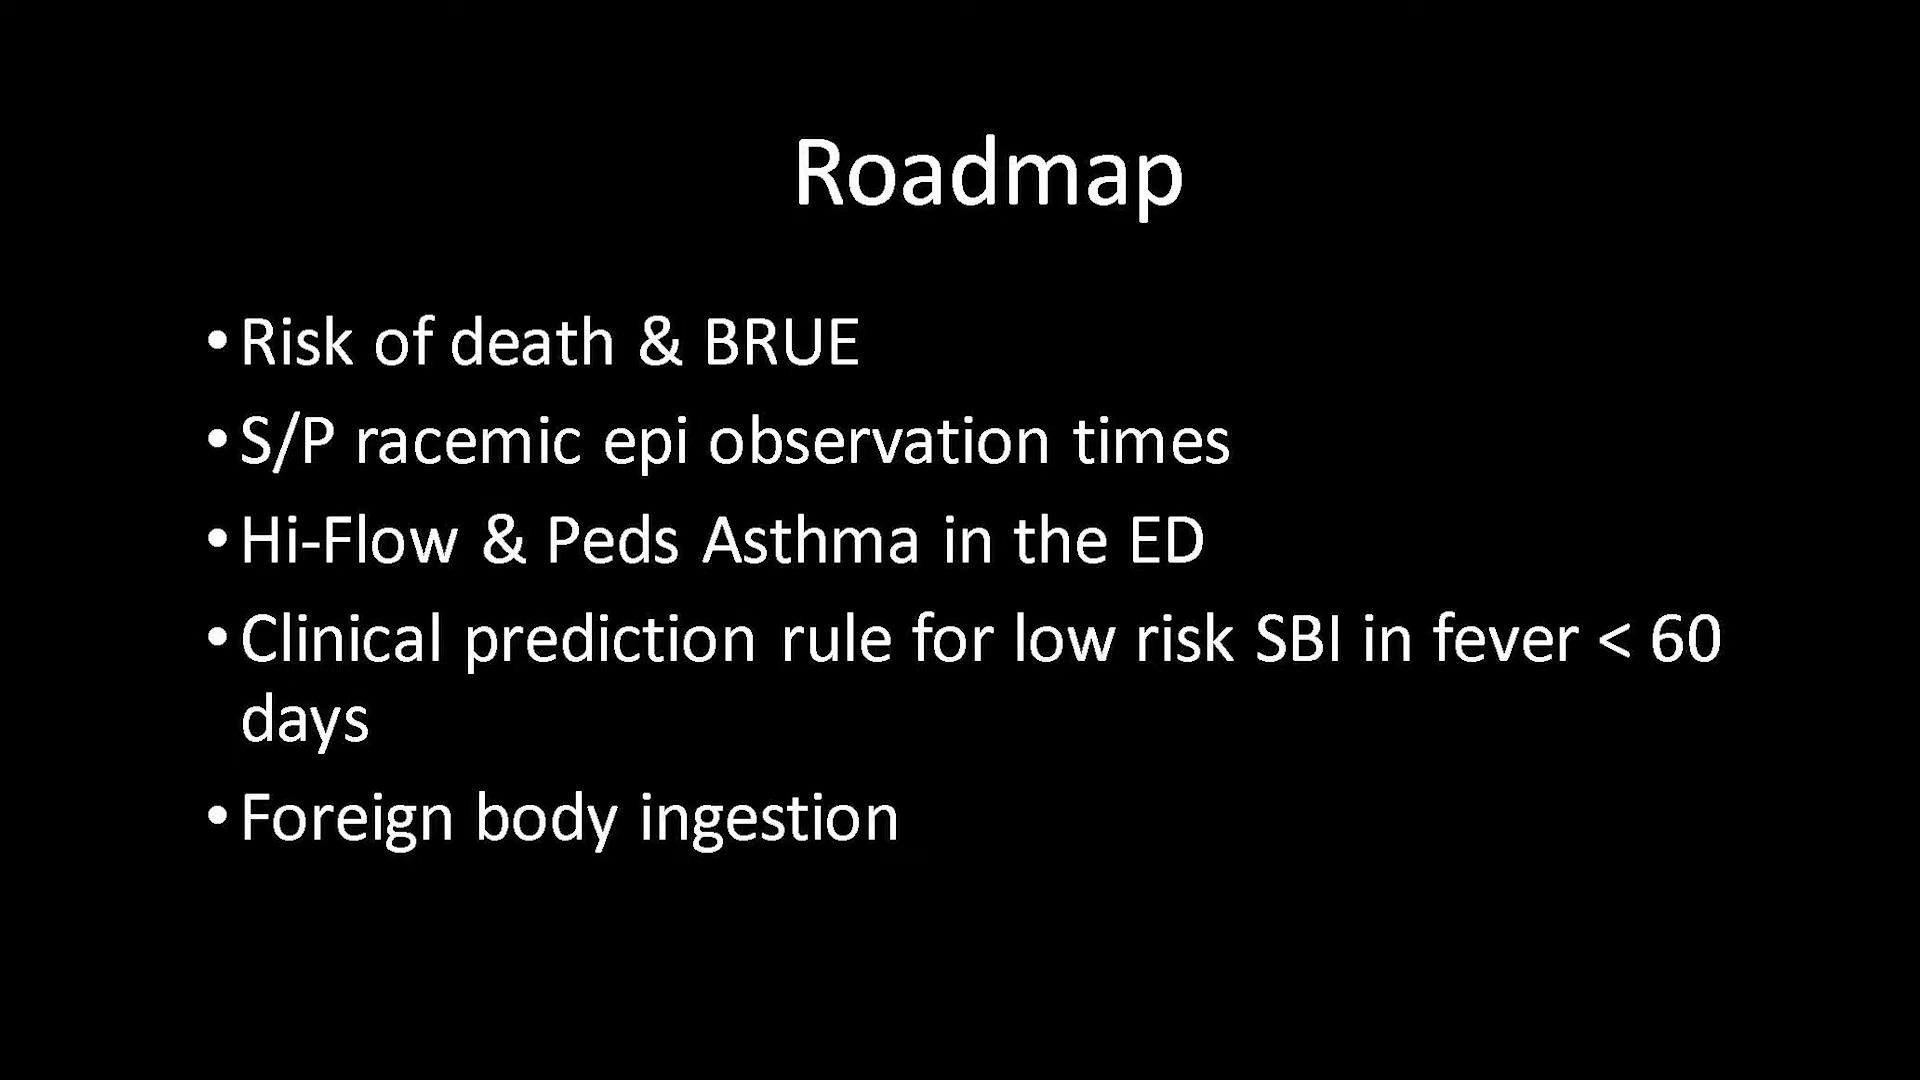 Roadmap
• Risk of death & BRUE
• S/P racemic epi observation times
• Hi-Flow & Peds Asthma in the ED
• Clinical prediction rule for low risk SBI in fever < 60
days
• Foreign body ingestion